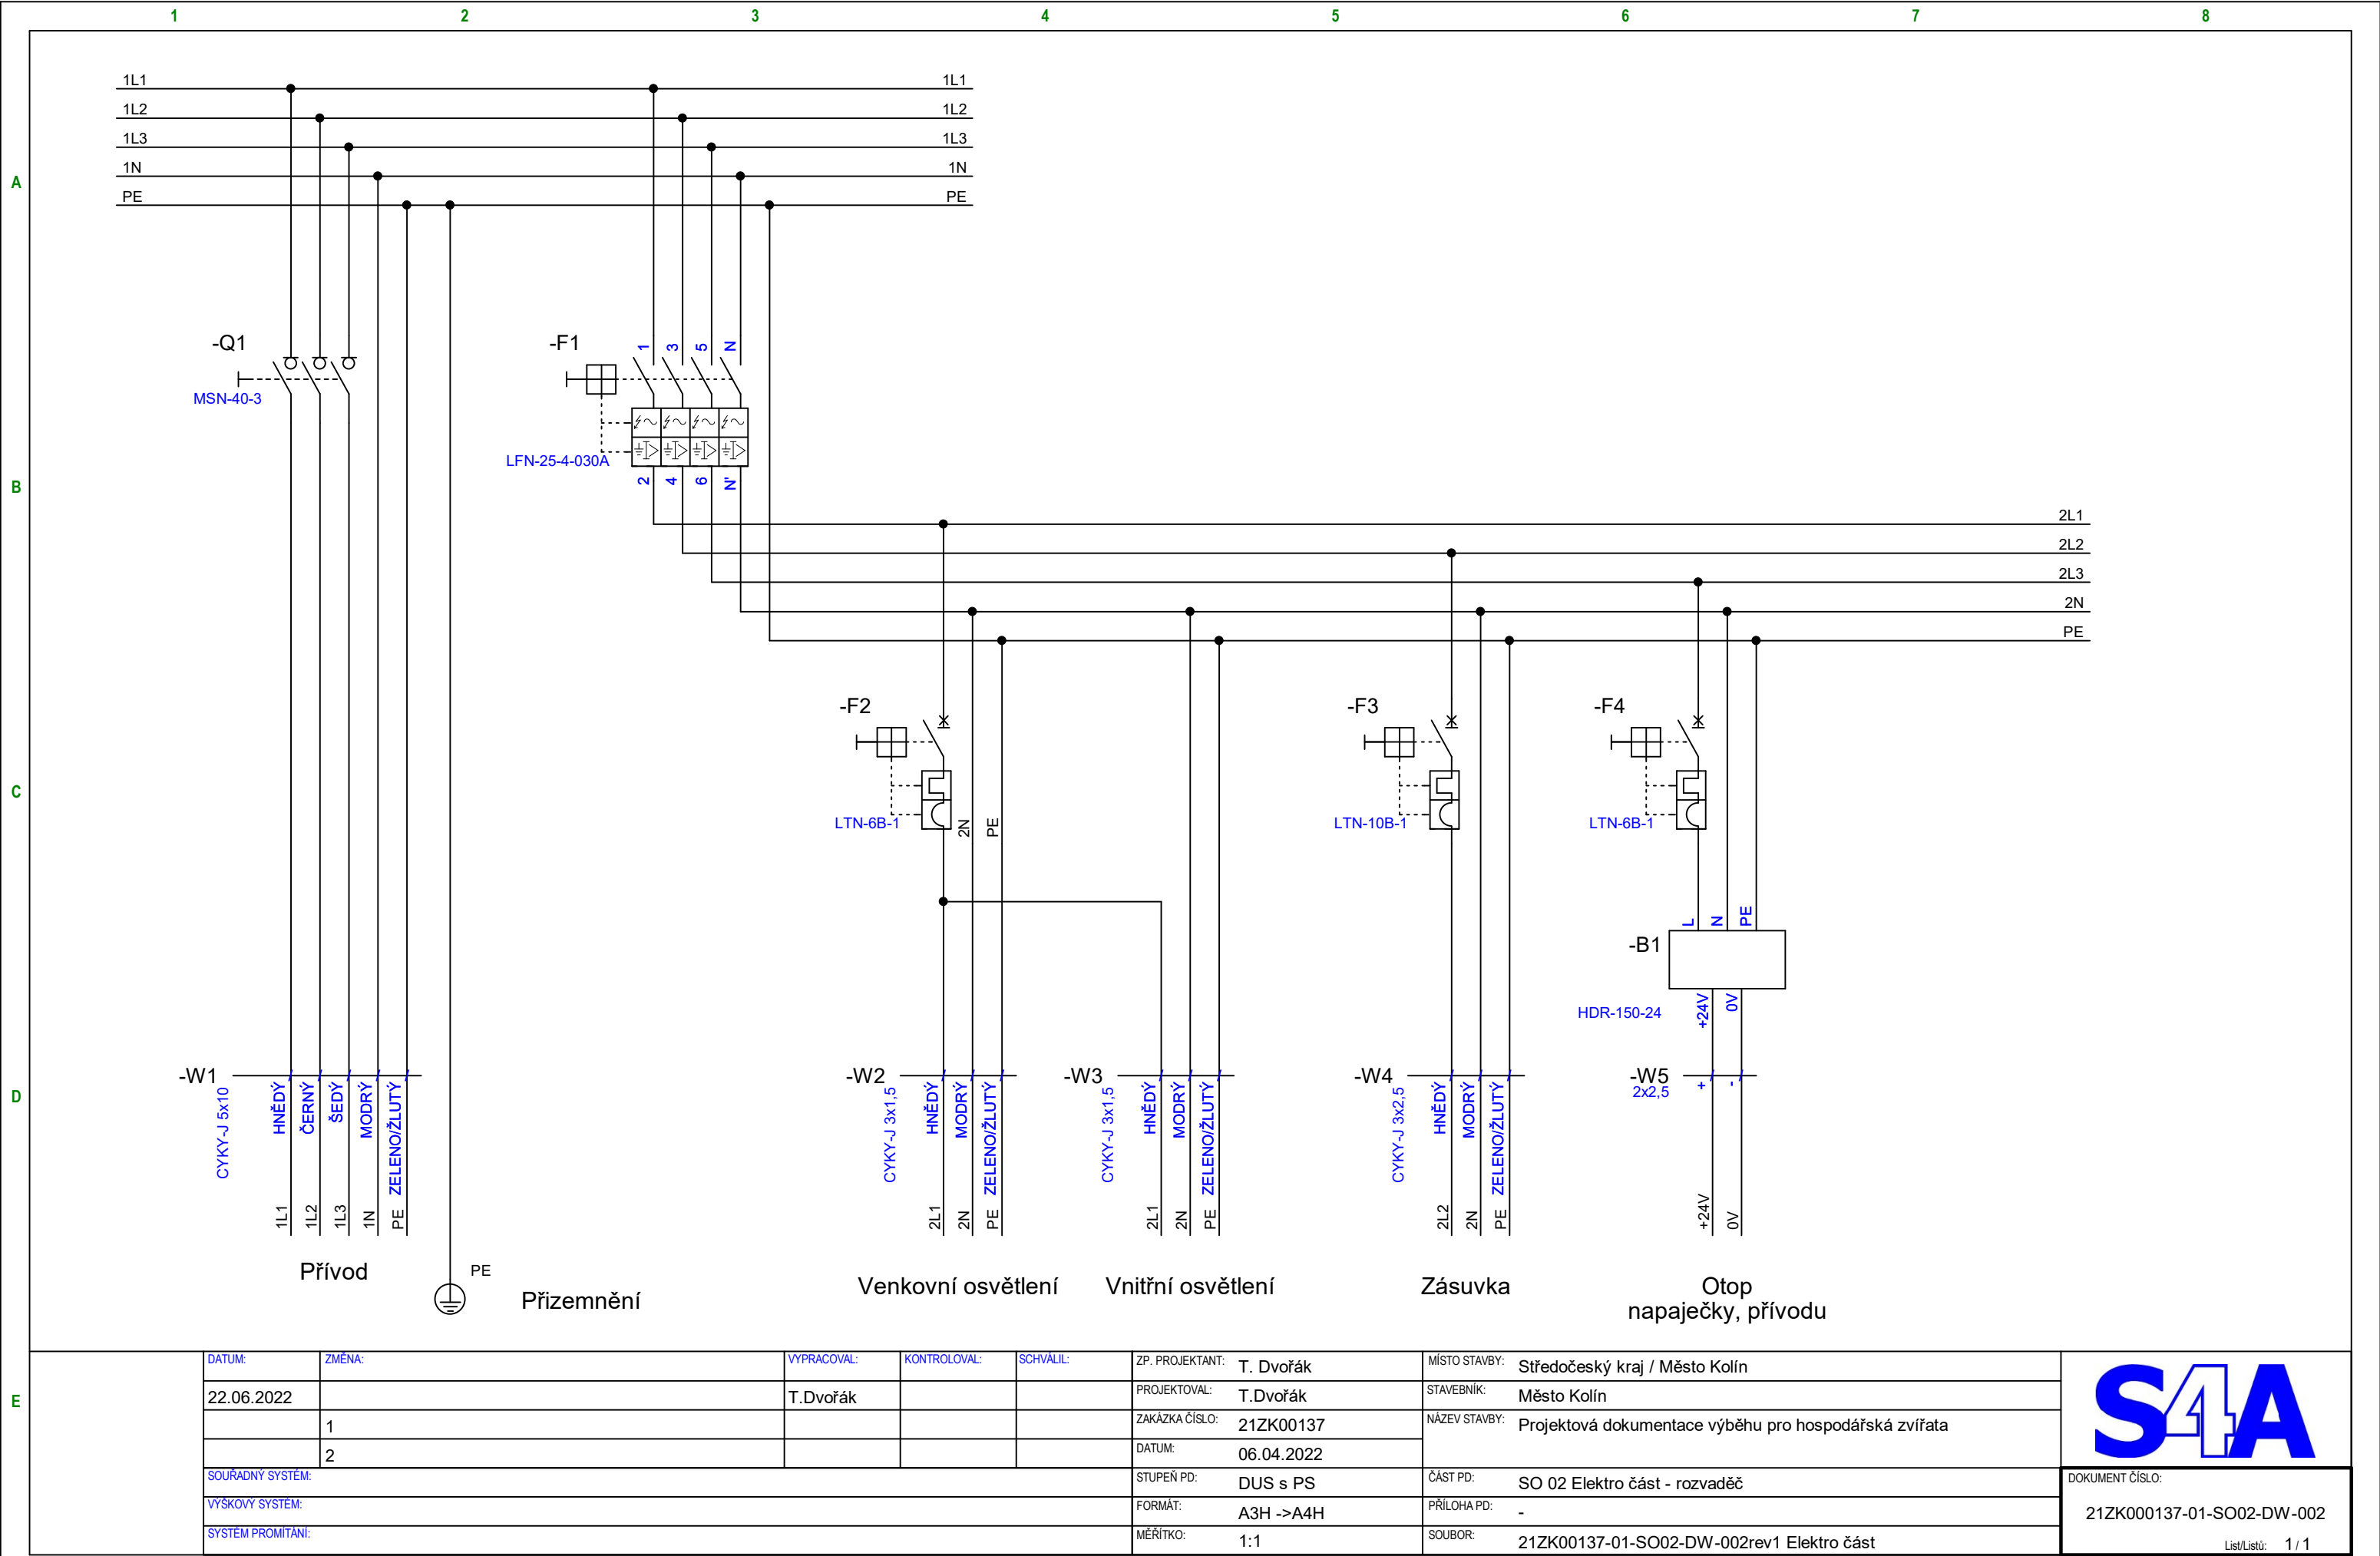 1 2 3 4 5 6 7 8
A
B
C
D
E
1L1 1L1
1L2 1L2
1L3 1L3
1N 1N
PE PE
-Q1
MSN-40-3
-F1
1 3 5 N
LFN-25-4-030A
2 4 6 N'
2L1
2L2
2L3
2N
PE
-F2
LTN-6B-1
2N
PE
-F3
LTN-10B-1
-F4
LTN-6B-1
L N PE
-B1
HDR-150-24
+24V 0V
-W1
CYKY-J 5x10
HNĚDÝ
ČERNÝ
ŠEDÝ
MODRÝ
ZELENO/ŽLUTÝ
1L1
1L2
1L3
1N
PE
Přívod
PE
Přizemnění
-W2
CYKY-J 3x1,5
HNĚDÝ
MODRÝ
ZELENO/ŽLUTÝ
2L1
2N
PE
Venkovní osvětlení
-W3
CYKY-J 3x1,5
HNĚDÝ
MODRÝ
ZELENO/ŽLUTÝ
2L1
2N
PE
Vnitřní osvětlení
-W4
CYKY-J 3x2,5
HNĚDÝ
MODRÝ
ZELENO/ŽLUTÝ
2L2
2N
PE
Zásuvka
-W5
2x2,5
+ -
+24V
0V
Otop
napaječky, přívodu
DATUM: ZMĚNA: VYPRACOVAL: KONTROLOVAL: SCHVÁLIL:
22.06.2022 T.Dvořák
1
2
SOUŘADNÝ SYSTÉM:
VÝŠKOVÝ SYSTÉM:
SYSTÉM PROMÍTÁNÍ:
ZP. PROJEKTANT: T. Dvořák
PROJEKTOVAL: T.Dvořák
ZAKÁZKA ČÍSLO: 21ZK00137
DATUM: 06.04.2022
STUPEŇ PD: DUS s PS
FORMÁT: A3H ->A4H
MĚŘÍTKO: 1:1
MÍSTO STAVBY: Středočeský kraj / Město Kolín
STAVEBNÍK: Město Kolín
NÁZEV STAVBY: Projektová dokumentace výběhu pro hospodářská zvířata
ČÁST PD: SO 02 Elektro část - rozvaděč
PŘÍLOHA PD: -
SOUBOR: 21ZK00137-01-SO02-DW-002rev1 Elektro část
S4A
DOKUMENT ČÍSLO:
21ZK000137-01-SO02-DW-002
List/Listů: 1 / 1